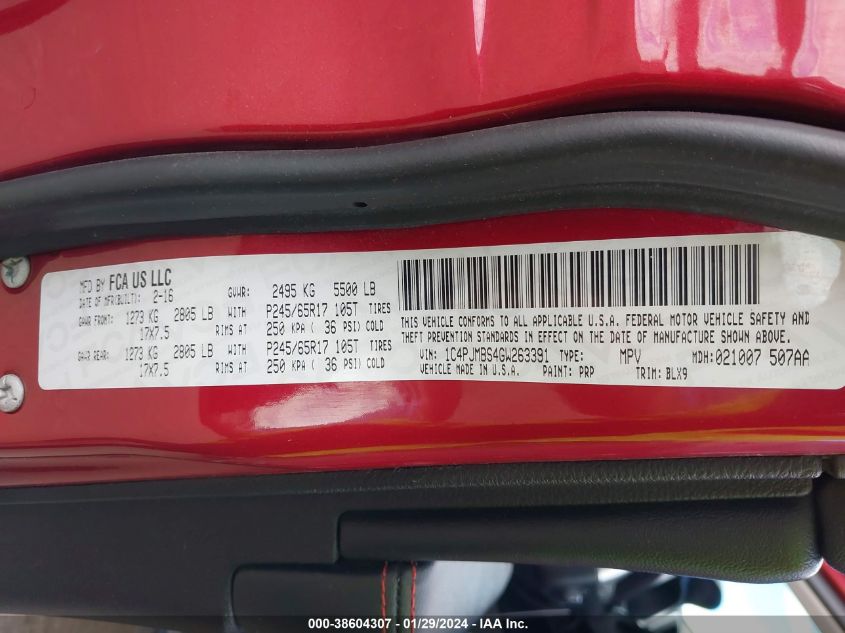 MFD BY FCA US LLC
DATE OF MFR(BUILT): 2-16 GVWR: 2495 KG 5500 LB
GAWR FRONT: 1273 KG 2805 LB WITH P245/65R17 105T TIRES
17X7.5 RIMS AT 250 KPA ( 36 PSI) COLD
GAWR REAR: 1273 KG 2805 LB WITH P245/65R17 105T TIRES
17X7.5 RIMS AT 250 KPA ( 36 PSI) COLD
THIS VEHICLE CONFORMS TO ALL APPLICABLE U.S.A. FEDERAL MOTOR VEHICLE SAFETY AND
THEFT PREVENTION STANDARDS IN EFFECT ON THE DATE OF MANUFACTURE SHOWN ABOVE.
VIN: 1C4PJMBS4GW263391 TYPE: MPV MDH:021007 507AA
VEHICLE MADE IN U.S.A. PAINT: PRP TRIM: BLX9
000-38604307 - 01/29/2024 - IAA Inc.